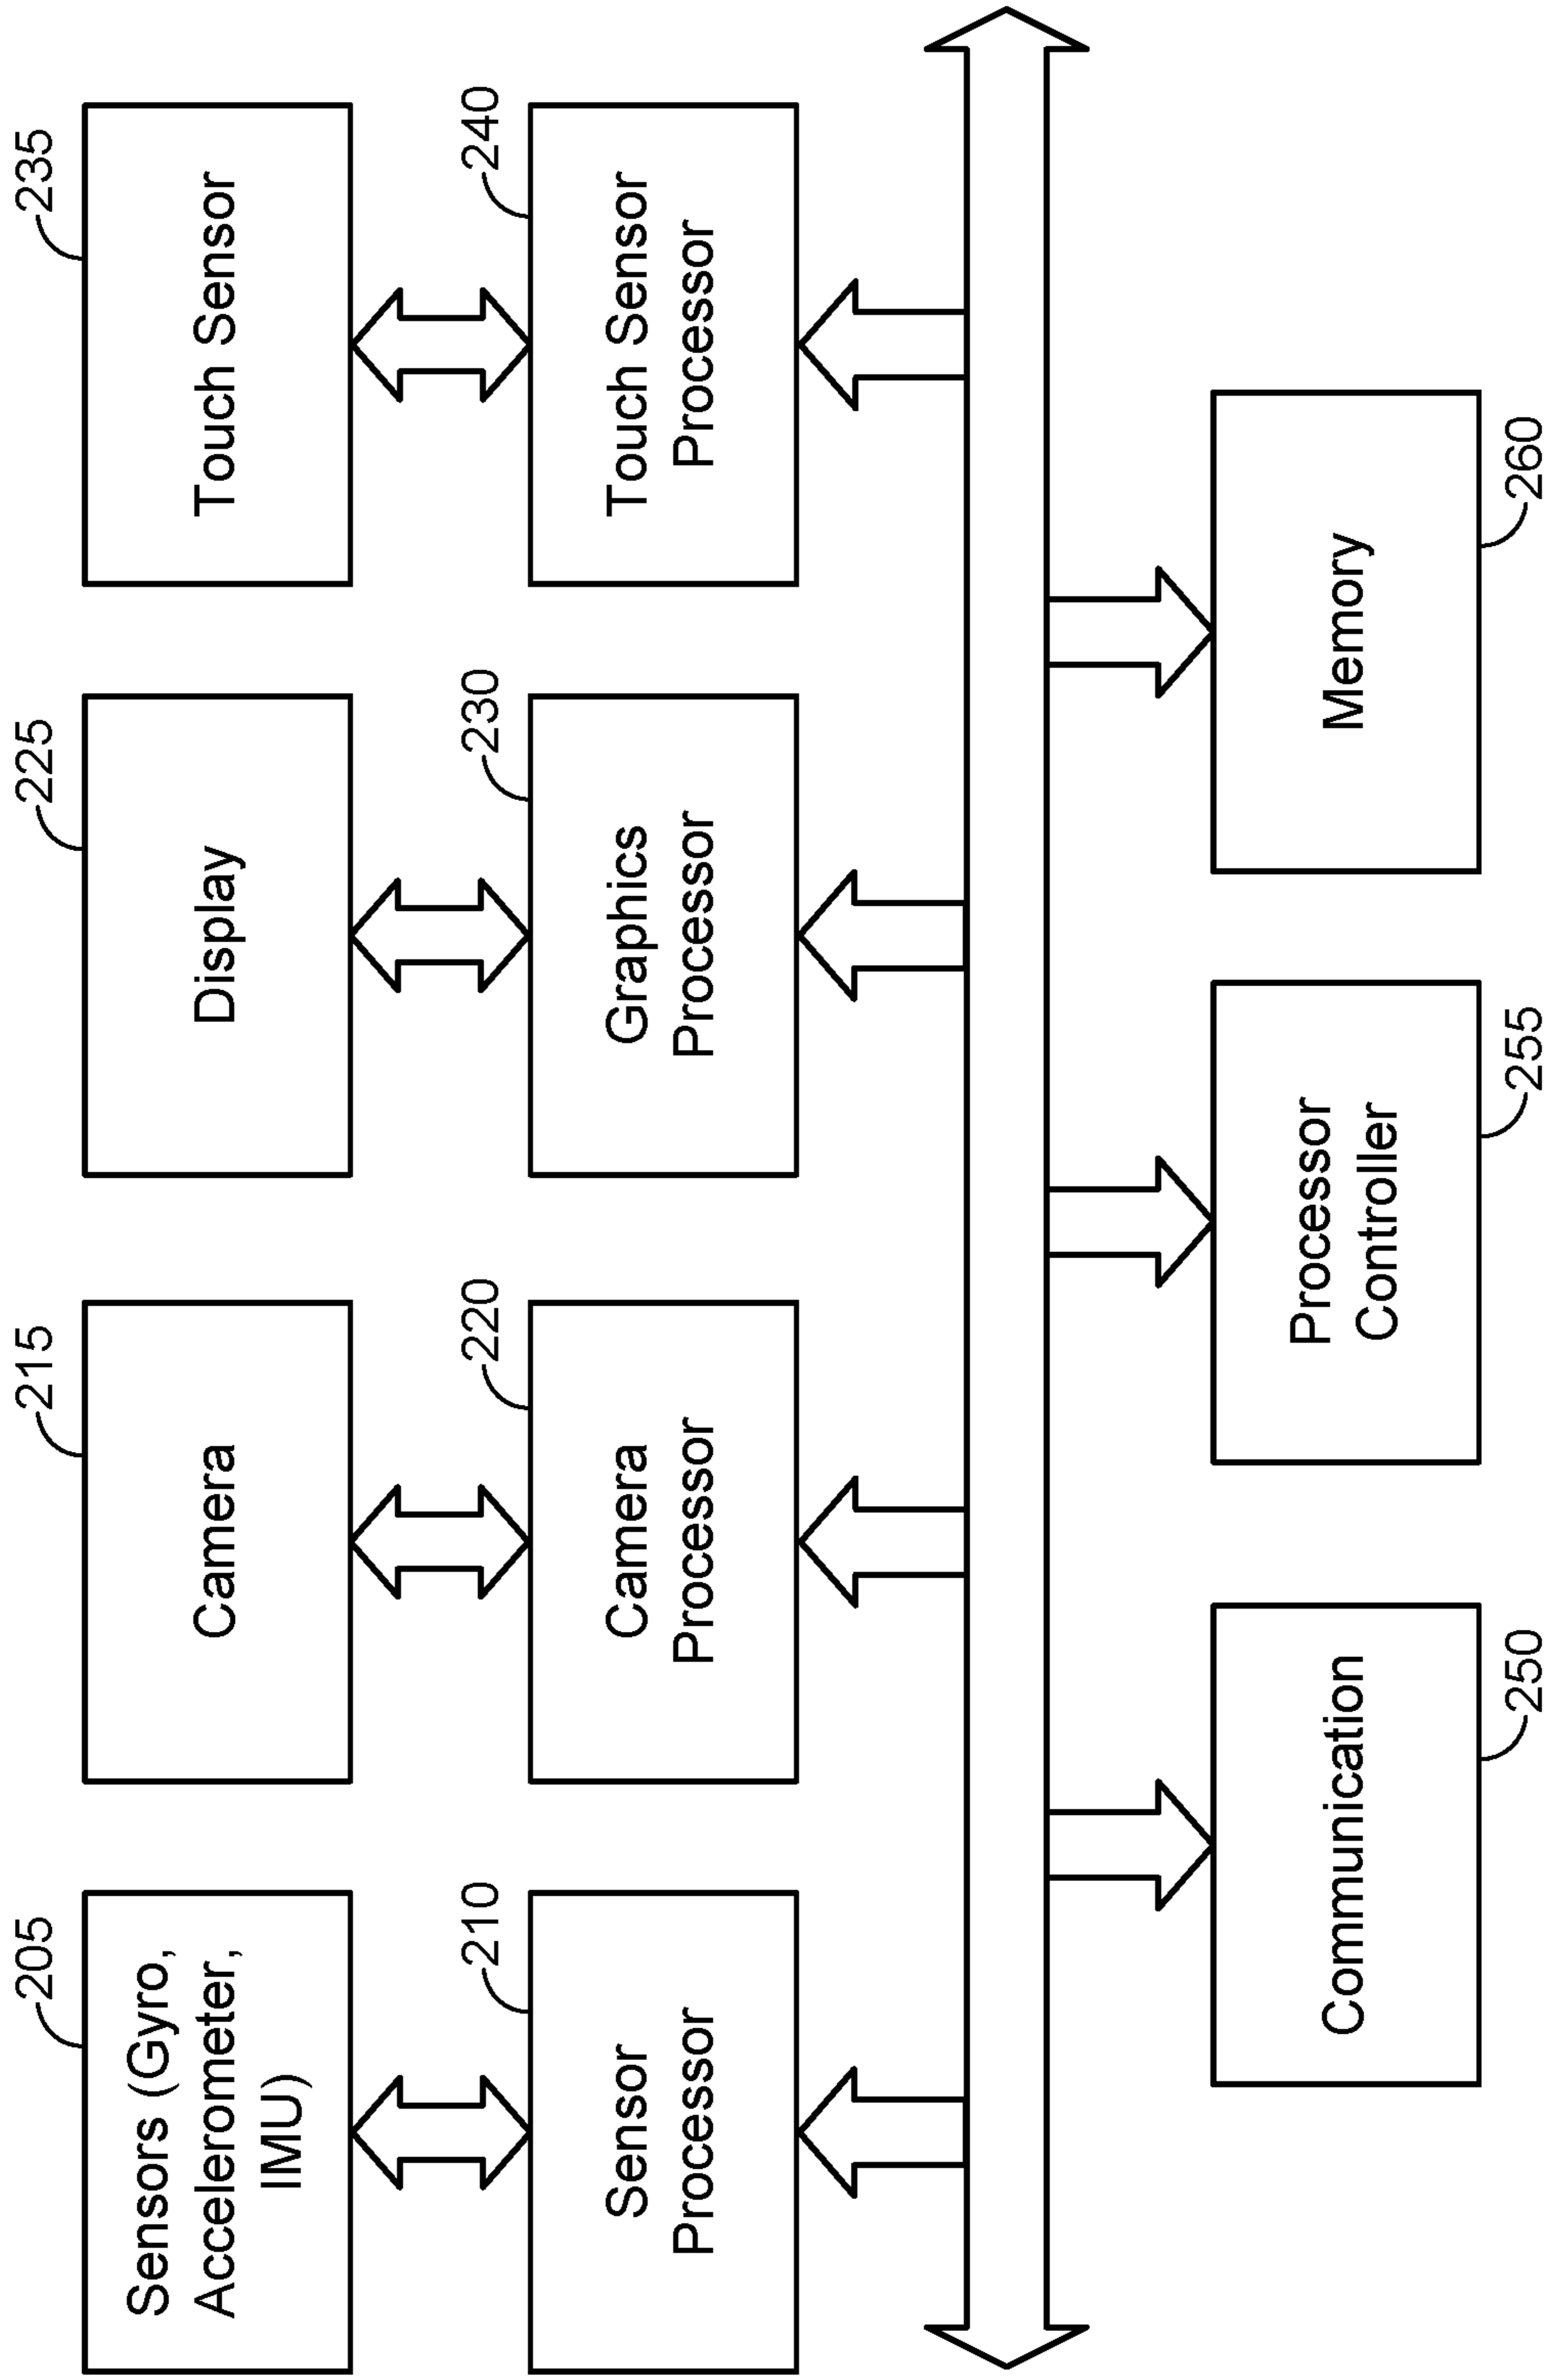 205
Sensors (Gyro,
Accelerometer,
IMU)
215
Camera
225
Display
235
Touch Sensor
210
Sensor
Processor
220
Camera
Processor
230
Graphics
Processor
240
Touch Sensor
Processor
Communication
250
Processor
Controller
255
Memory
260